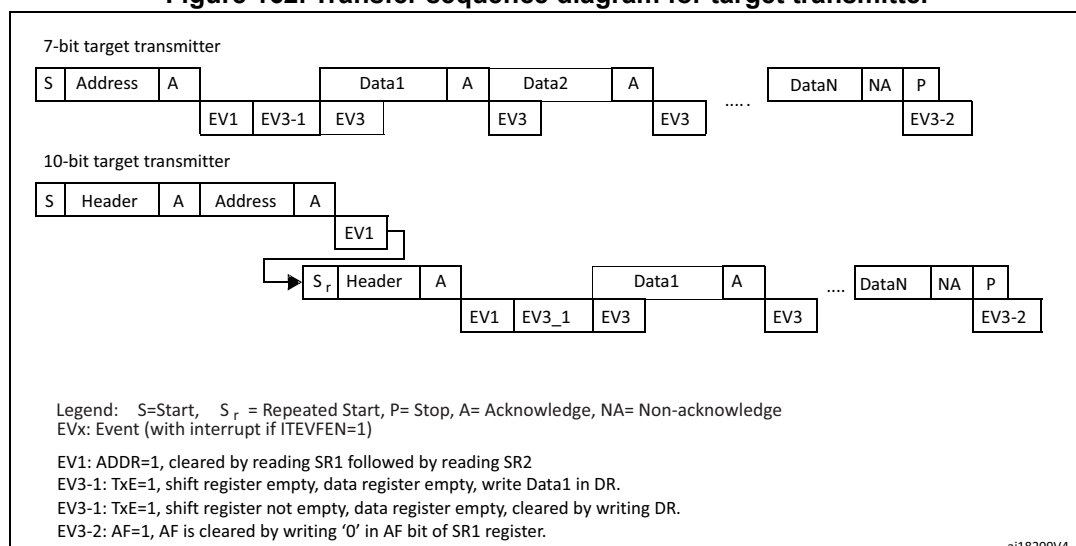 Figure 162. Transfer sequence diagram for target transmitter
7-bit target transmitter
S Address A Data1 A Data2 A ..... DataN NA P
EV1 EV3-1 EV3 EV3 EV3 EV3-2
10-bit target transmitter
S Header A Address A
EV1
S r Header A Data1 A .... DataN NA P
EV1 EV3_1 EV3 EV3 EV3-2
Legend: S=Start, S r = Repeated Start, P= Stop, A= Acknowledge, NA= Non-acknowledge
EVx: Event (with interrupt if ITEVFEN=1)
EV1: ADDR=1, cleared by reading SR1 followed by reading SR2
EV3-1: TxE=1, shift register empty, data register empty, write Data1 in DR.
EV3-1: TxE=1, shift register not empty, data register empty, cleared by writing DR.
EV3-2: AF=1, AF is cleared by writing ‘0’ in AF bit of SR1 register.
ai18209V4